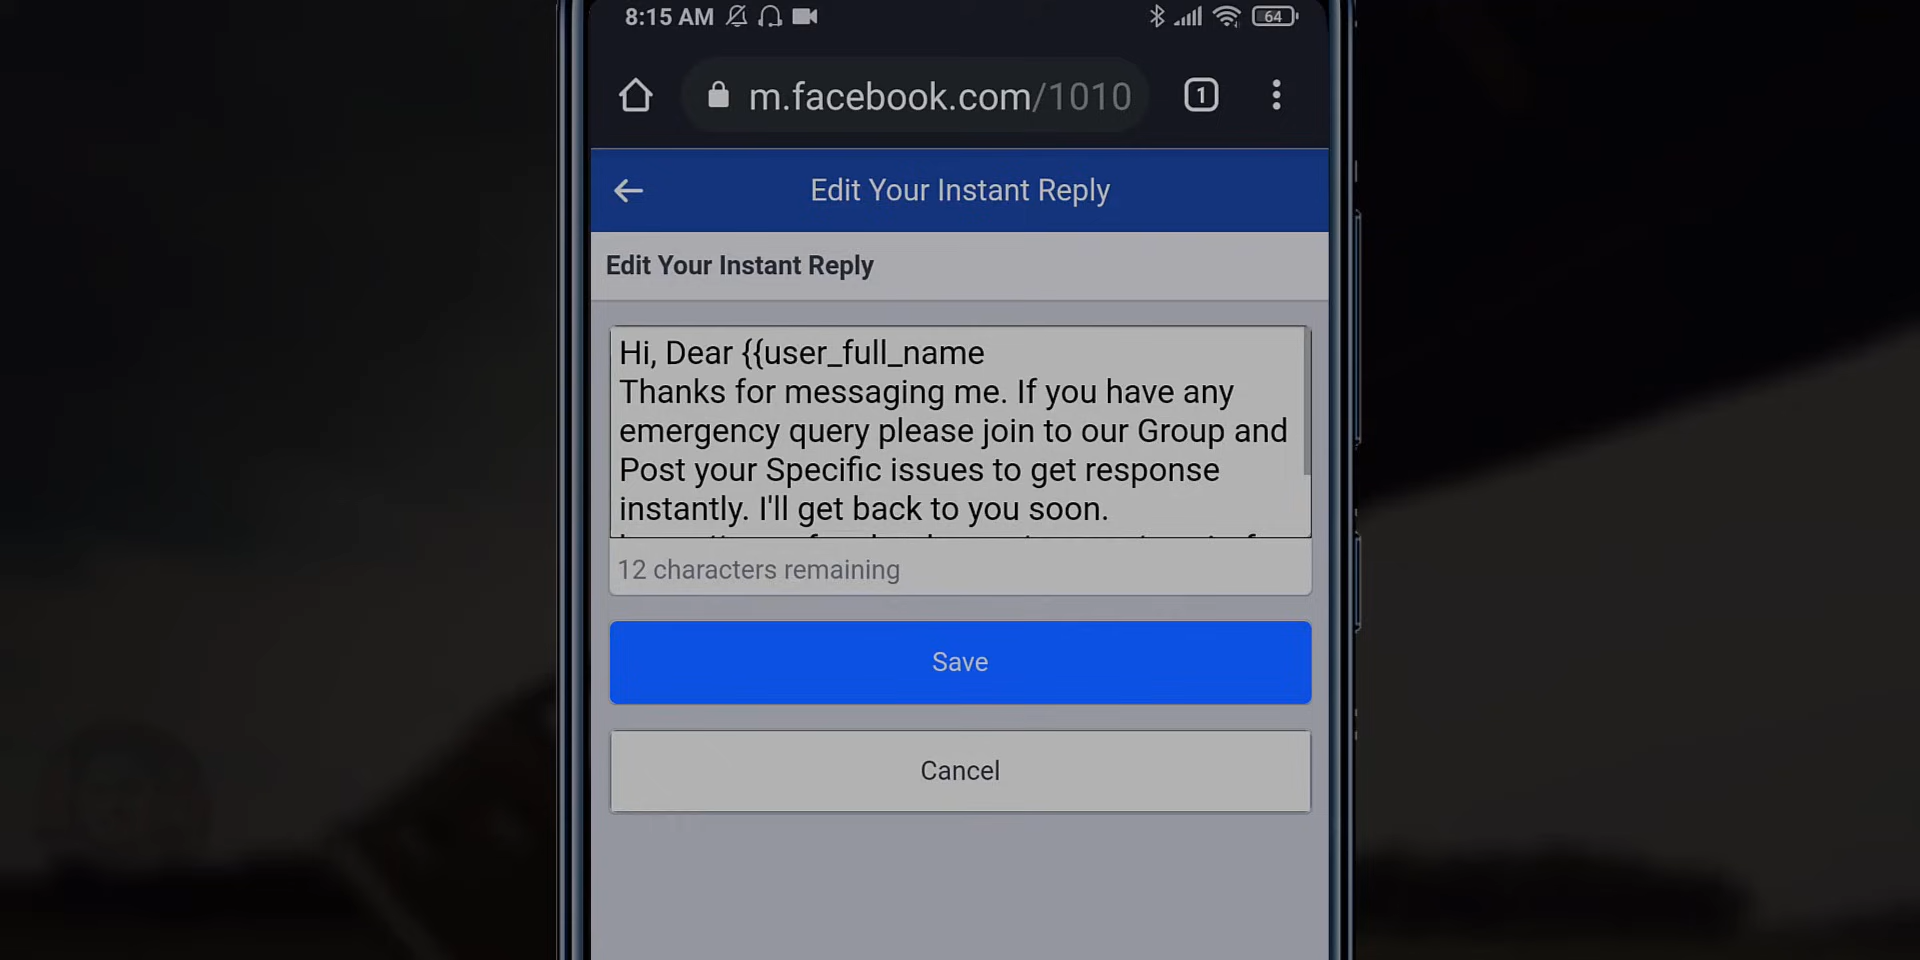 8:15 AM
64
m.facebook.com/1010
1
Edit Your Instant Reply
Edit Your Instant Reply
Hi, Dear {{user_full_name
Thanks for messaging me. If you have any
emergency query please join to our Group and
Post your Specific issues to get response
instantly. I'll get back to you soon.
12 characters remaining
Save
Cancel